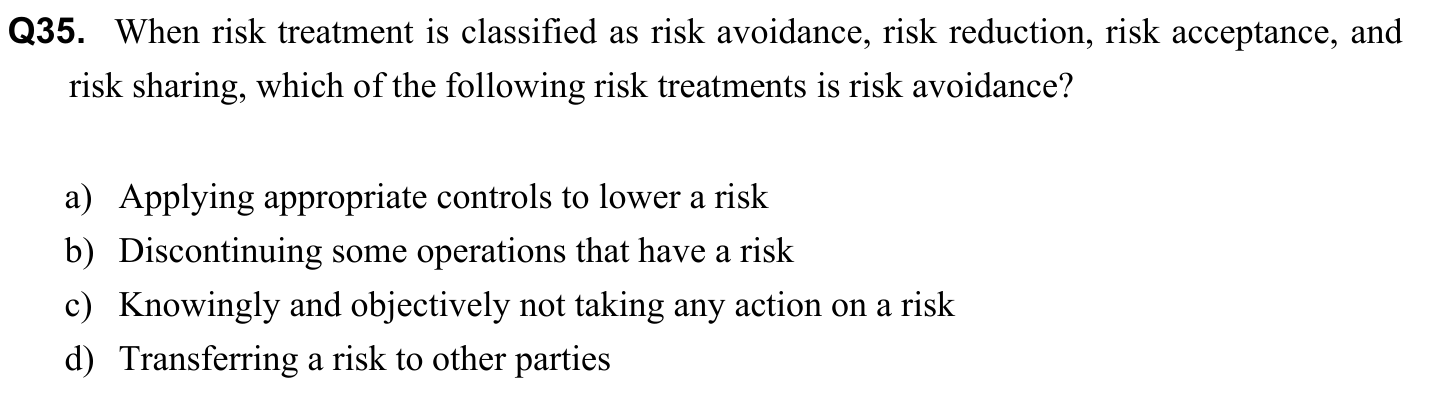 Q35. When risk treatment is classified as risk avoidance, risk reduction, risk acceptance, and
risk sharing, which of the following risk treatments is risk avoidance?
a) Applying appropriate controls to lower a risk
b) Discontinuing some operations that have a risk
c) Knowingly and objectively not taking any action on a risk
d) Transferring a risk to other parties